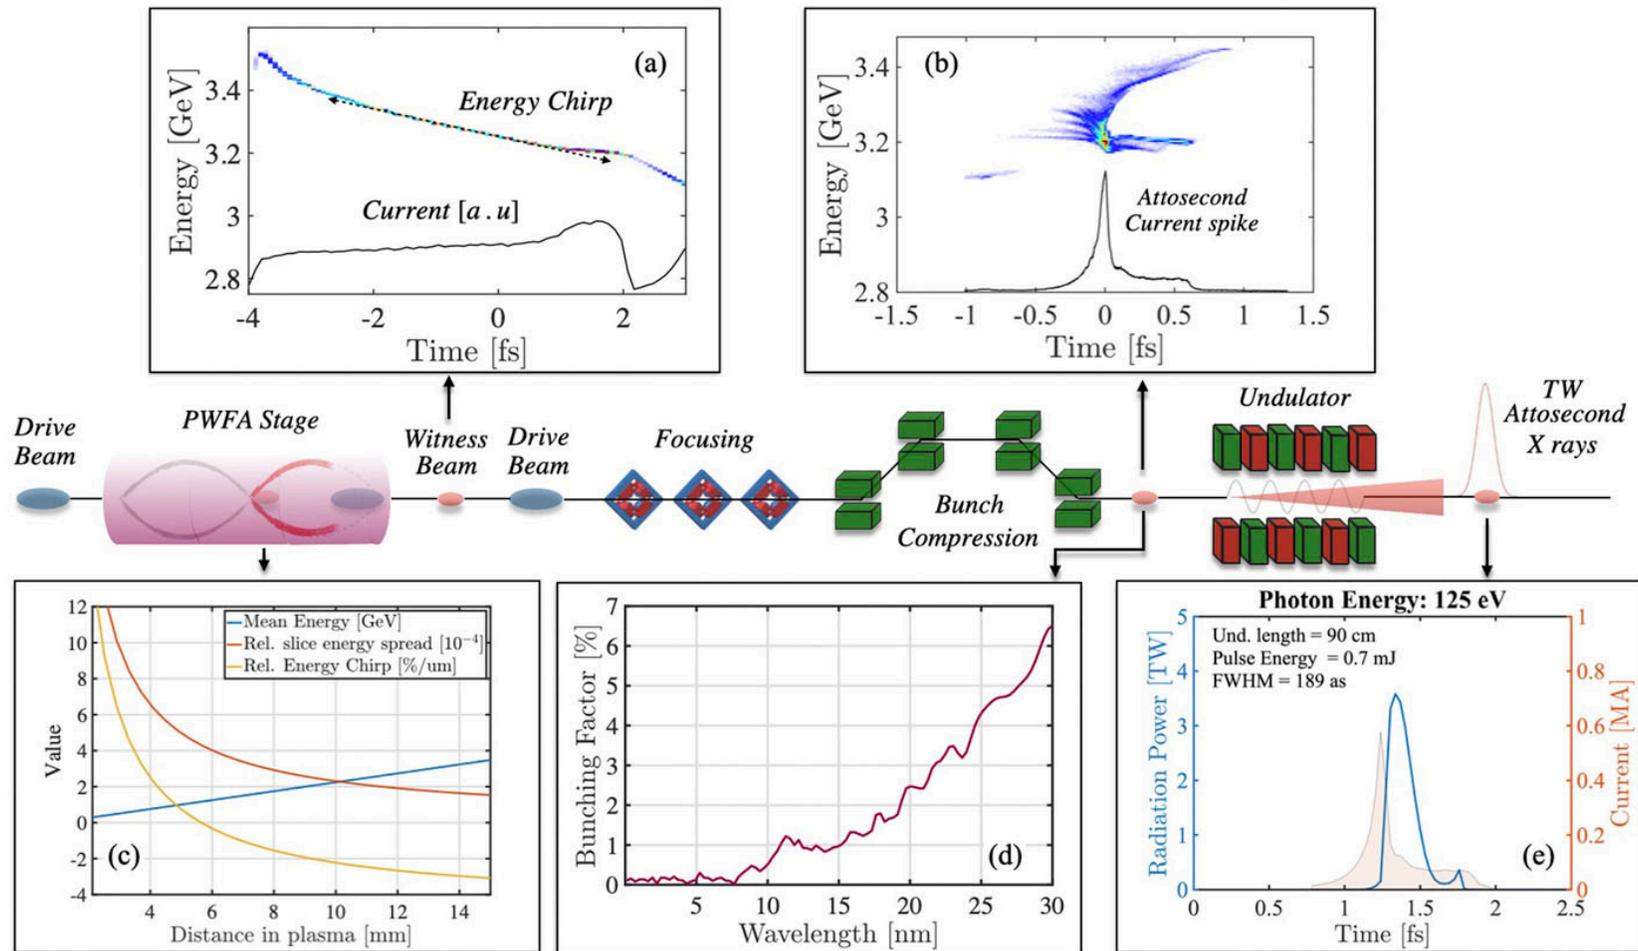 (a)
Energy Chirp
Current [a.u]
Energy [GeV]
3.4
3.2
3
2.8
-4
-2
0
2
Time [fs]
(b)
Attosecond
Current spike
Energy [GeV]
3.4
3.2
3
2.8
-1.5
-1
-0.5
0
0.5
1
1.5
Time [fs]
Drive
Beam
PWFA Stage
Witness
Beam
Drive
Beam
Focusing
Bunch
Compression
Undulator
TW
Attosecond
X rays
Mean Energy [GeV]
Rel. slice energy spread [10⁻⁴]
Rel. Energy Chirp [%/um]
Value
12
10
8
6
4
2
0
-2
-4
(c)
4
6
8
10
12
14
Distance in plasma [mm]
Bunching Factor [%]
7
6
5
4
3
2
1
0
(d)
5
10
15
20
25
30
Wavelength [nm]
Photon Energy: 125 eV
Und. length = 90 cm
Pulse Energy = 0.7 mJ
FWHM = 189 as
Radiation Power [TW]
5
4
3
2
1
0
Current [MA]
1
0.8
0.6
0.4
0.2
0
(e)
0
0.5
1
1.5
2
2.5
Time [fs]